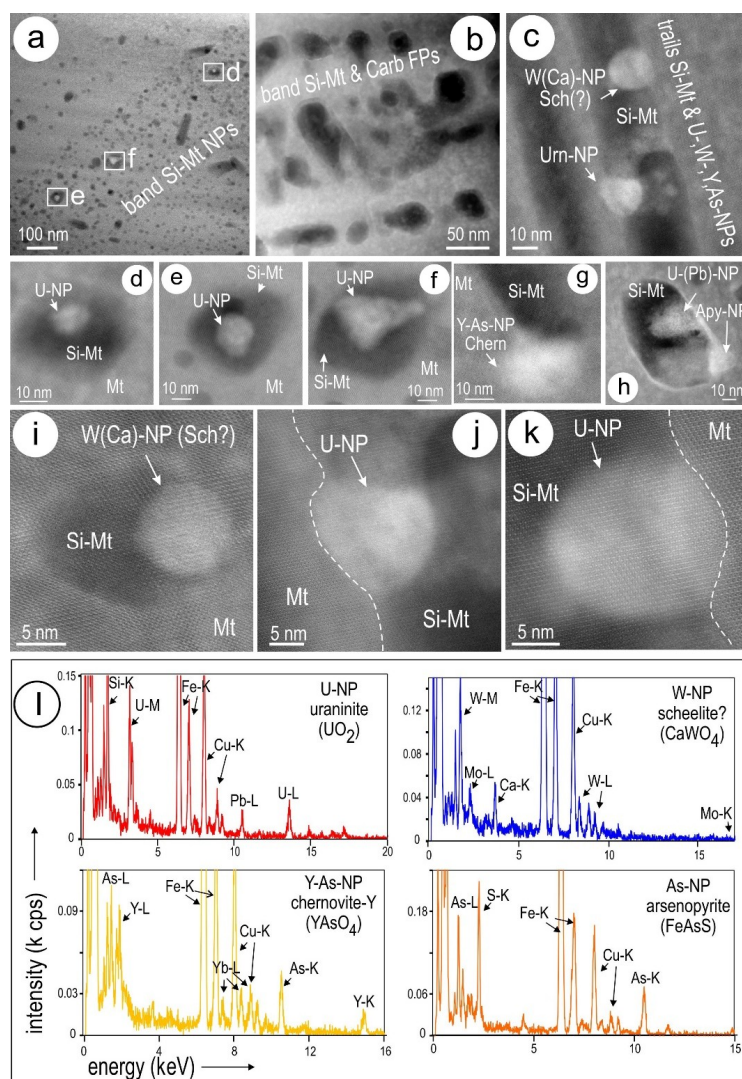 a
d
f
e
band Si-Mt NPs
100 nm
b
band Si-Mt & Carb FPs
50 nm
c
W(Ca)-NP
Sch(?)
Si-Mt
Urn-NP
trails Si-Mt & U-,W-,Y,As-NPs
10 nm
d
U-NP
Si-Mt
10 nm
Mt
e
Si-Mt
U-NP
10 nm
Mt
f
U-NP
Si-Mt
Mt
10 nm
g
Mt
Si-Mt
Y-As-NP
Chern
10 nm
h
Si-Mt
U-(Pb)-NP
Apy-NP
10 nm
i
W(Ca)-NP (Sch?)
Si-Mt
Mt
5 nm
j
U-NP
Mt
Si-Mt
5 nm
k
U-NP
Mt
Si-Mt
5 nm
l
0.15
Si-K
U-M
Fe-K
U-NP
uraninite
(UO2)
Cu-K
0.05
Pb-L
U-L
0
0
5
10
15
20
0.12
W-M
Fe-K
W-NP
scheelite?
(CaWO4)
Cu-K
0.08
Mo-L
Ca-K
W-L
0.04
Mo-K
0
0
5
10
15
0.09
As-L
Y-L
Fe-K
Y-As-NP
chernovite-Y
(YAsO4)
Cu-K
Yb-L
As-K
Y-K
0.03
0
0
4
8
12
16
0.18
As-L
S-K
Fe-K
As-NP
arsenopyrite
(FeAsS)
Cu-K
As-K
0.06
0
0
5
10
15
intensity (k cps)
energy (keV)